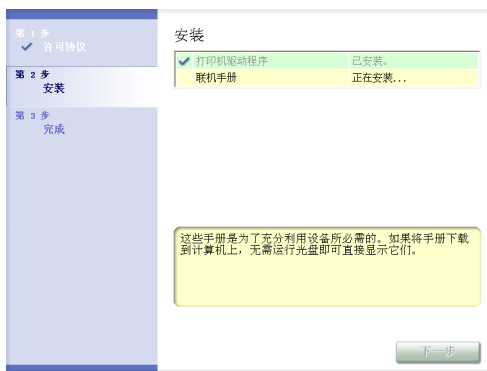 第 1 步
许可协议
第 2 步
安装
第 3 步
完成
安装
打印机驱动程序 已安装。
联机手册 正在安装...
这些手册是为了充分利用设备所必需的。如果将手册下载
到计算机上，无需运行光盘即可直接显示它们。
下一步